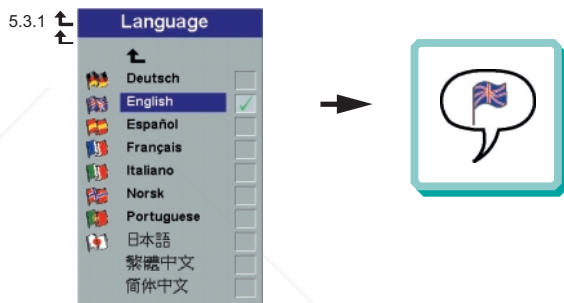 5.3.1
Language
Deutsch
English
Español
Français
Italiano
Norsk
Portuguese
日本語
繁體中文
简体中文